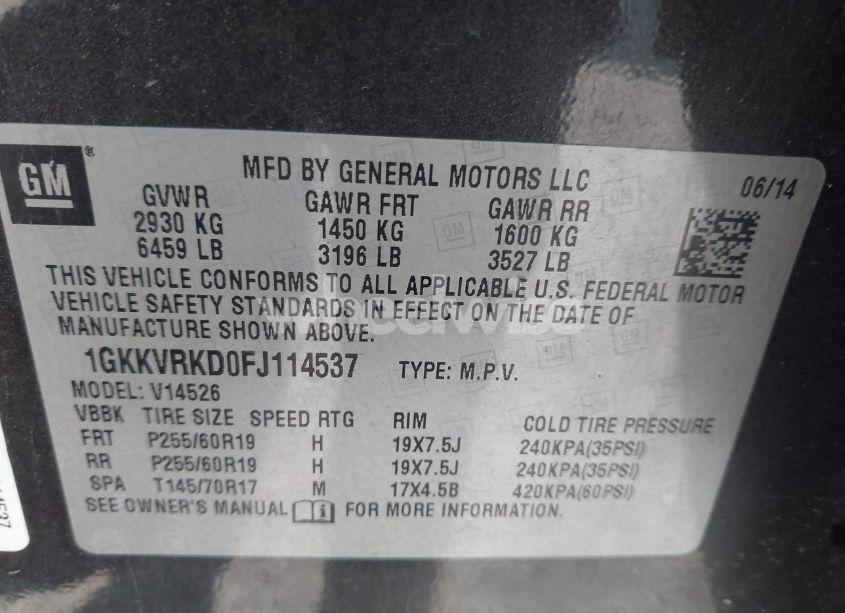 GM ®
MFD BY GENERAL MOTORS LLC
06/14
GVWR GAWR FRT GAWR RR
2930 KG 1450 KG 1600 KG
6459 LB 3196 LB 3527 LB
THIS VEHICLE CONFORMS TO ALL APPLICABLE U.S. FEDERAL MOTOR
VEHICLE SAFETY STANDARDS IN EFFECT ON THE DATE OF
MANUFACTURE SHOWN ABOVE.
1GKKVRKD0FJ114537 TYPE: M.P.V.
MODEL: V14526
VBBK TIRE SIZE SPEED RTG RIM COLD TIRE PRESSURE
FRT P255/60R19 H 19X7.5J 240KPA(35PSI)
RR P255/60R19 H 19X7.5J 240KPA(35PSI)
SPA T145/70R17 M 17X4.5B 420KPA(60PSI)
SEE OWNER'S MANUAL i FOR MORE INFORMATION.